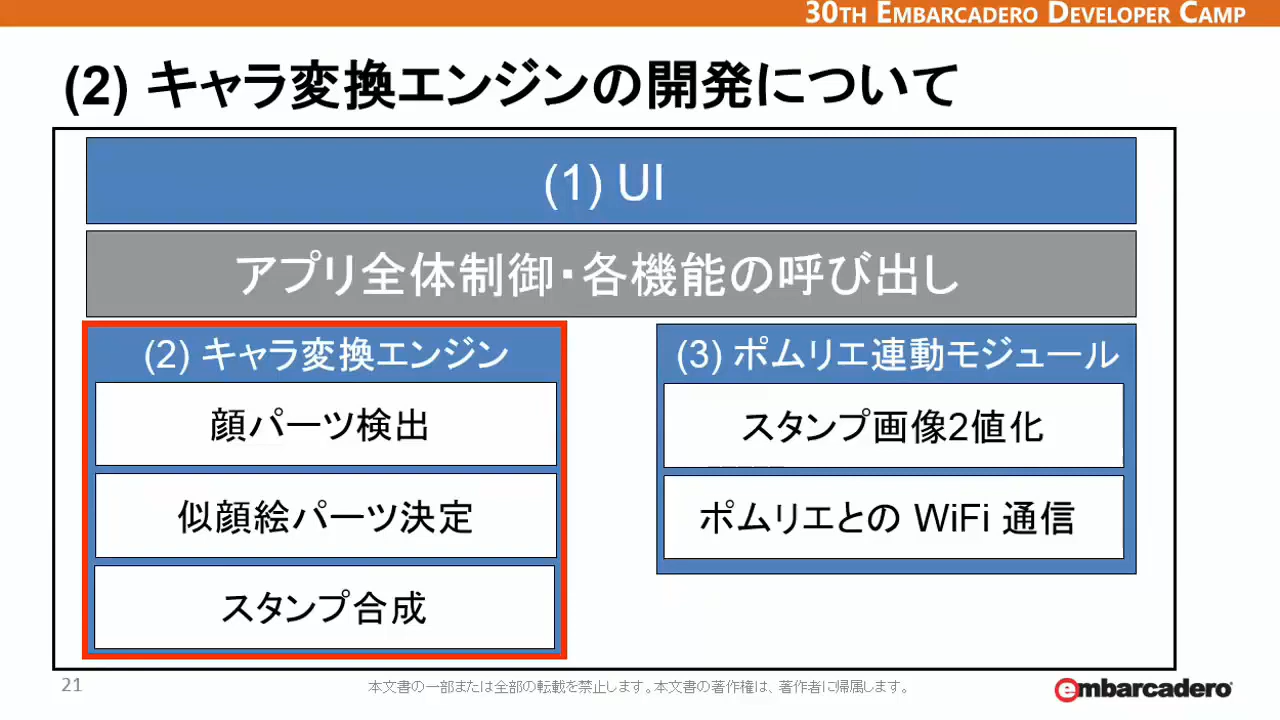 30TH EMBARCADERO DEVELOPER CAMP
(2) キャラ変換エンジンの開発について
(1) UI
アプリ全体制御・各機能の呼び出し
(2) キャラ変換エンジン
顔パーツ検出
似顔絵パーツ決定
スタンプ合成
(3) ポムリエ連動モジュール
スタンプ画像2値化
ポムリエとの WiFi 通信
21
本文書の一部または全部の転載を禁止します。本文書の著作権は、著作者に帰属します。
embarcadero